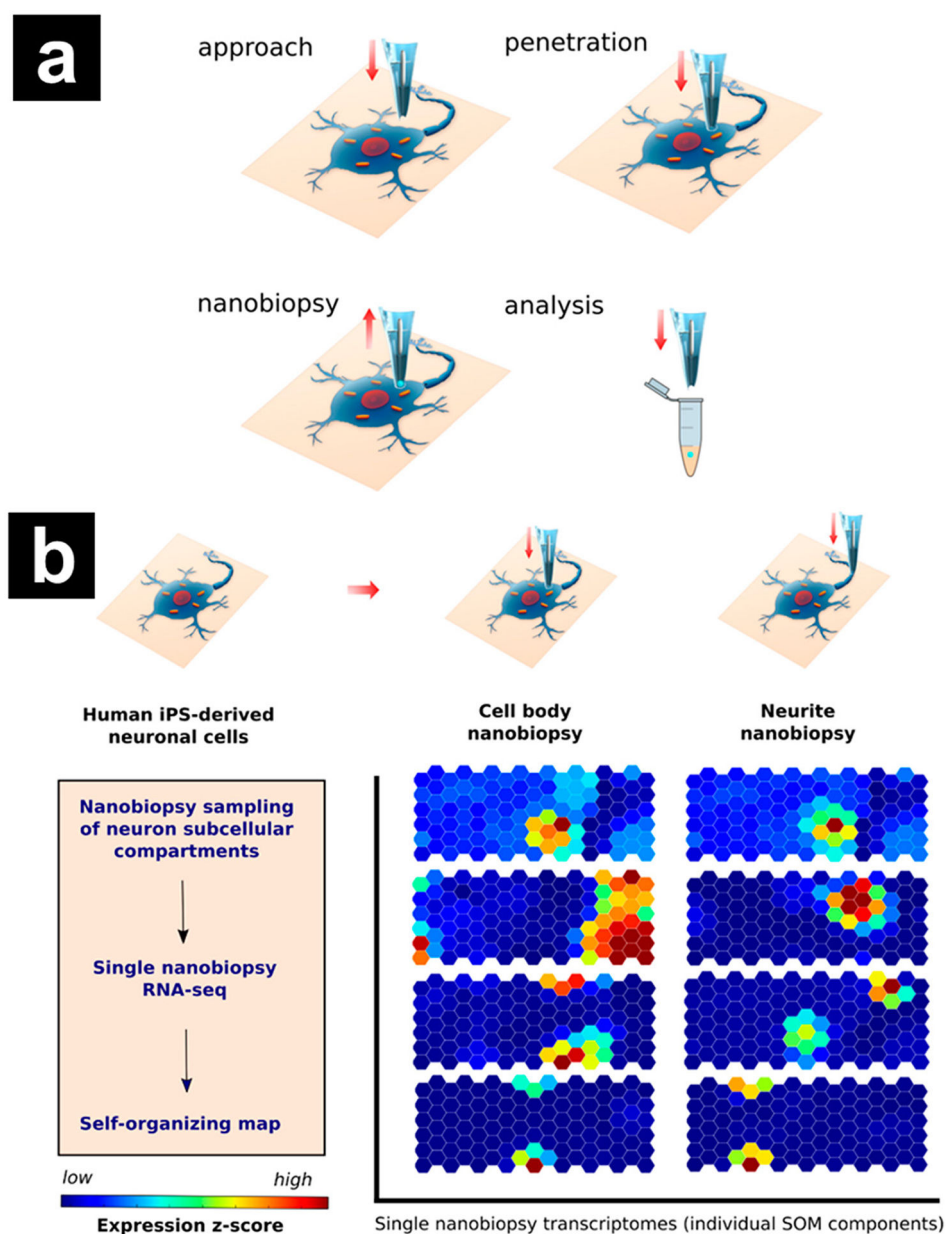 a
approach
penetration
nanobiopsy
analysis
b
Human iPS-derived
neuronal cells
Cell body
nanobiopsy
Neurite
nanobiopsy
Nanobiopsy sampling
of neuron subcellular
compartments
Single nanobiopsy
RNA-seq
Self-organizing map
low
high
Expression z-score
Single nanobiopsy transcriptomes (individual SOM components)